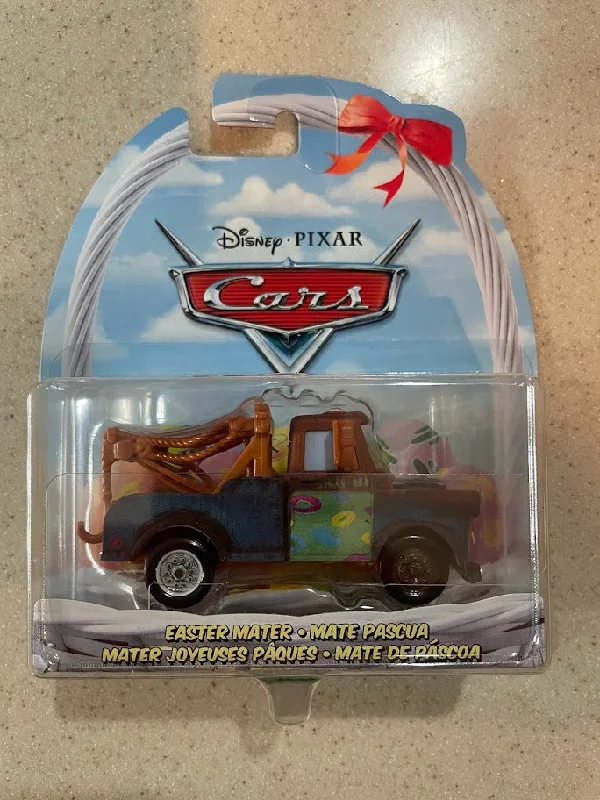 Disney · PIXAR
Cars
EASTER MATER • MATE PASCUA
MATER JOYEUSES PÂQUES • MATE DE PÁSCOA